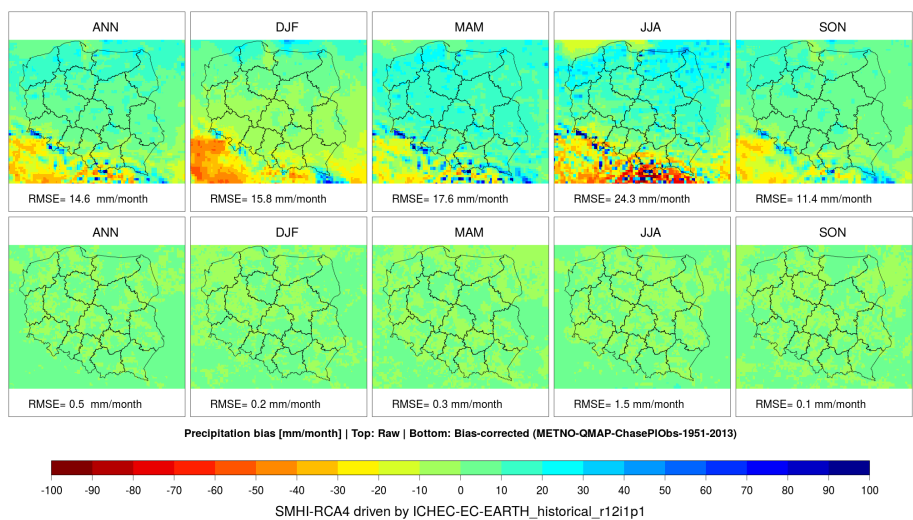 ANN DJF MAM JJA SON
RMSE= 14.6 mm/month RMSE= 15.8 mm/month RMSE= 17.6 mm/month RMSE= 24.3 mm/month RMSE= 11.4 mm/month
ANN DJF MAM JJA SON
RMSE= 0.5 mm/month RMSE= 0.2 mm/month RMSE= 0.3 mm/month RMSE= 1.5 mm/month RMSE= 0.1 mm/month
Precipitation bias [mm/month] | Top: Raw | Bottom: Bias-corrected (METNO-QMAP-ChasePlObs-1951-2013)
-100 -90 -80 -70 -60 -50 -40 -30 -20 -10 0 10 20 30 40 50 60 70 80 90 100
SMHI-RCA4 driven by ICHEC-EC-EARTH_historical_r12i1p1